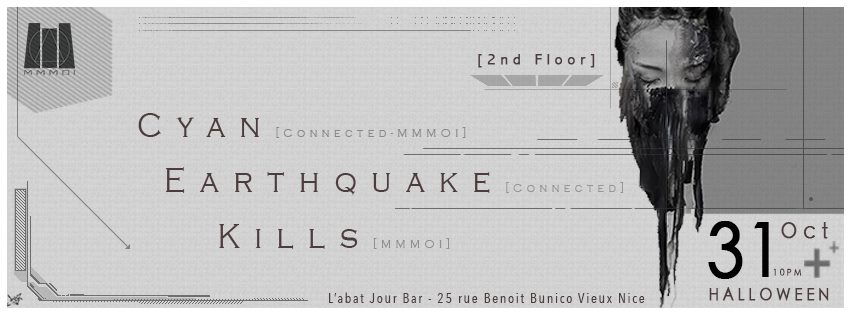 MMMOI
[2nd Floor]
CYAN [CONNECTED-MMMOI]
EARTHQUAKE [CONNECTED]
KILLS [MMMOI]
31 Oct
10PM
HALLOWEEN
L'abat Jour Bar - 25 rue Benoit Bunico Vieux Nice